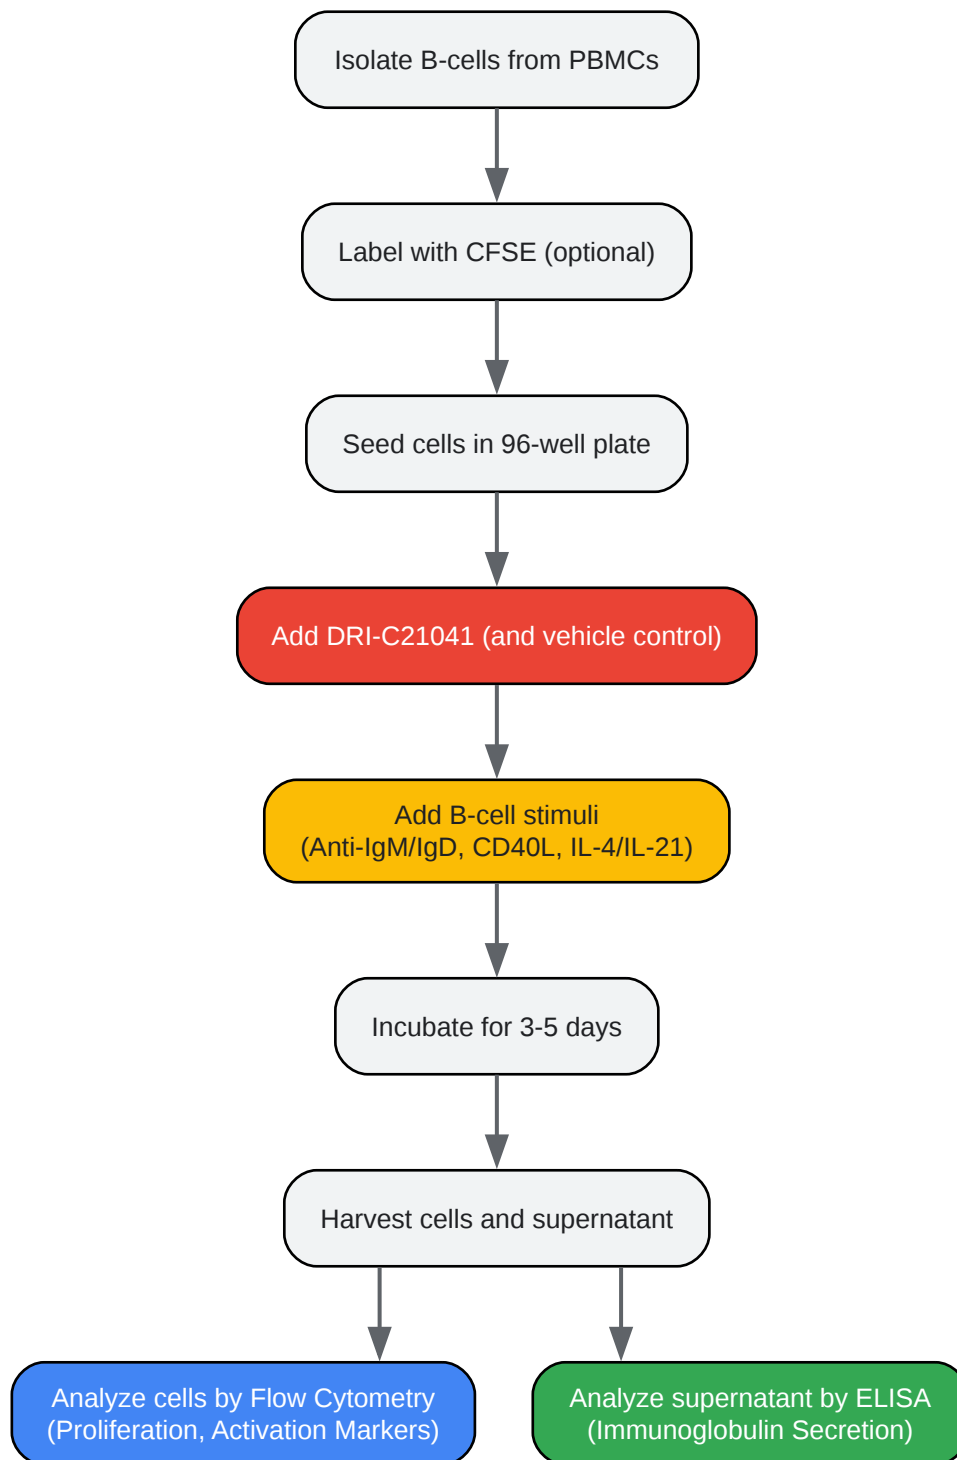 Isolate B-cells from PBMCs
Label with CFSE (optional)
Seed cells in 96-well plate
Add DRI-C21041 (and vehicle control)
Add B-cell stimuli
(Anti-IgM/IgD, CD40L, IL-4/IL-21)
Incubate for 3-5 days
Harvest cells and supernatant
Analyze cells by Flow Cytometry
(Proliferation, Activation Markers)
Analyze supernatant by ELISA
(Immunoglobulin Secretion)